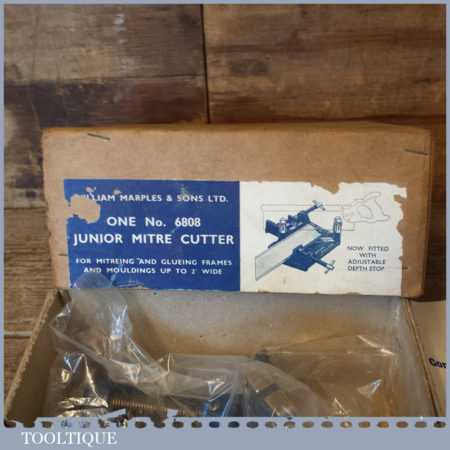 WILLIAM MARPLES & SONS LTD.
ONE No. 6808
JUNIOR MITRE CUTTER
FOR MITREING AND GLUEING FRAMES
AND MOULDINGS UP TO 2" WIDE
NOW FITTED
WITH
ADJUSTABLE
DEPTH STOP
TOOLTIQUE